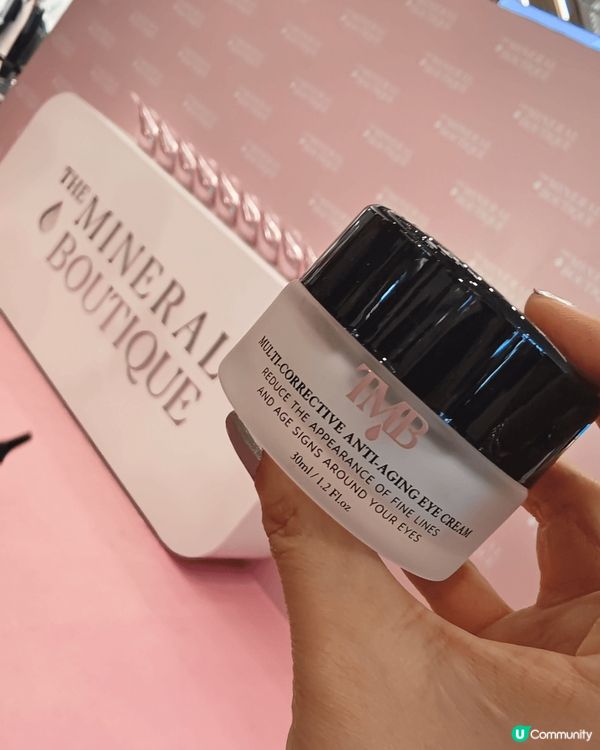 THE
MINERAL
BOUTIQUE
TMB
MULTI-CORRECTIVE ANTI-AGING EYE CREAM
REDUCE THE APPEARANCE OF FINE LINES
AND AGE SIGNS AROUND YOUR EYES
30ml / 1.2 Fl.oz
U Community